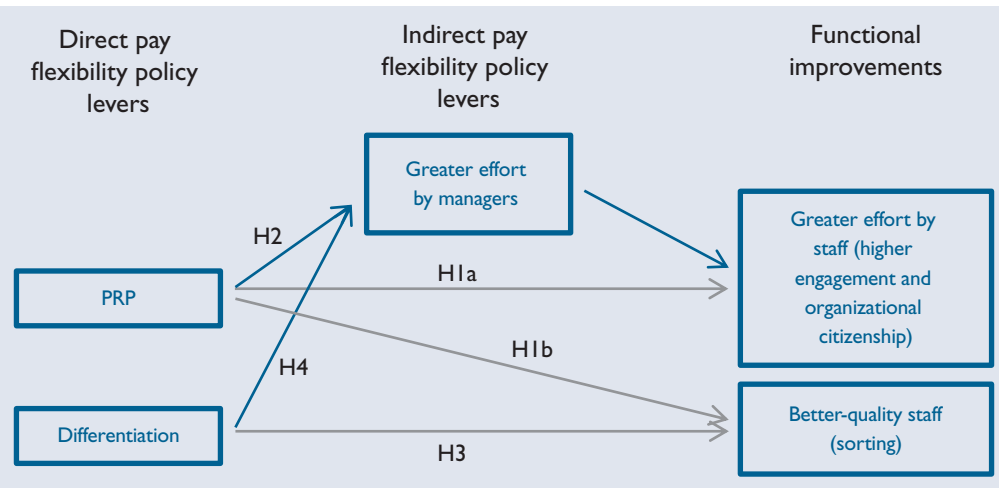 Direct pay
flexibility policy
levers
Indirect pay
flexibility policy
levers
Functional
improvements
Greater effort
by managers
Greater effort by
staff (higher
engagement and
organizational
citizenship)
H2
H1a
PRP
H1b
H4
Differentiation
H3
Better-quality staff
(sorting)